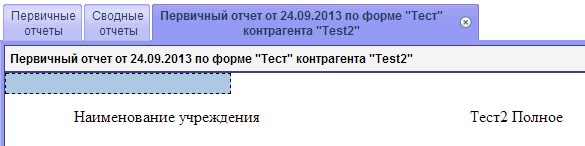 Первичные
отчеты
Сводные
отчеты
Первичный отчет от 24.09.2013 по форме "Тест"
контрагента "Test2"
Первичный отчет от 24.09.2013 по форме "Тест" контрагента "Test2"
Наименование учреждения Тест2 Полное